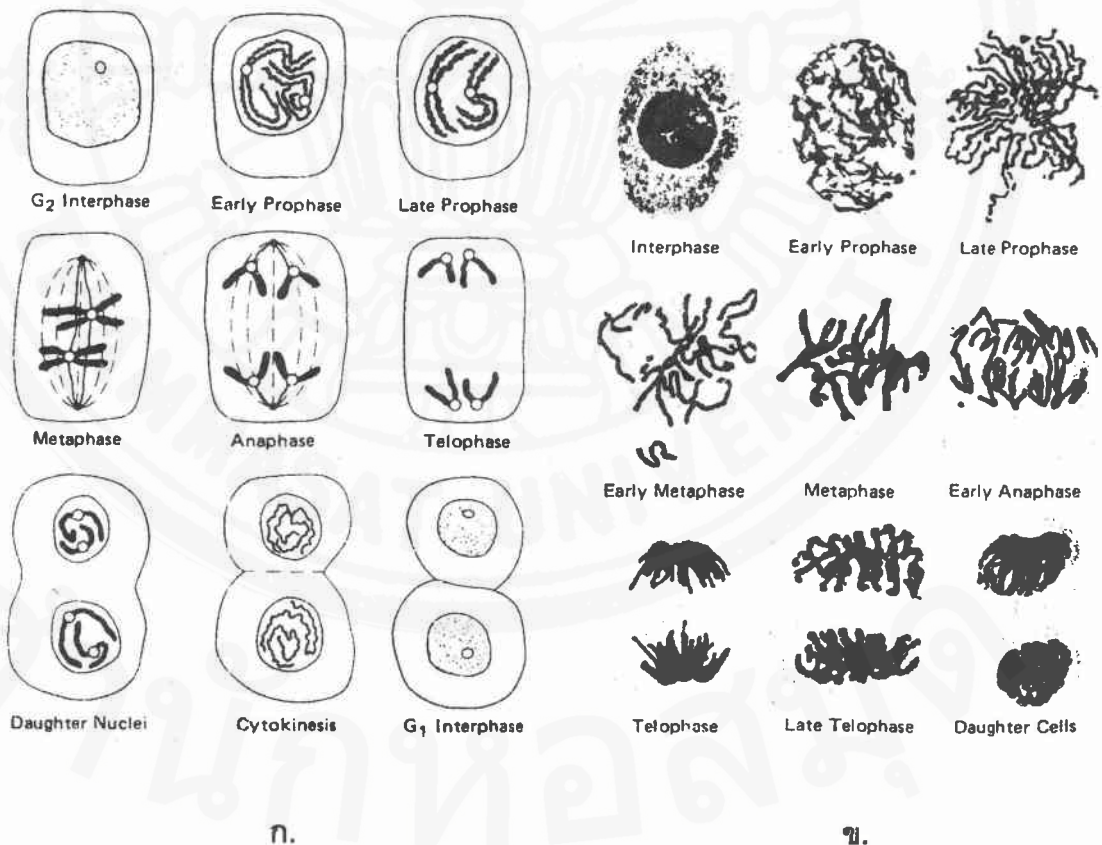 G₂ Interphase Early Prophase Late Prophase
Metaphase Anaphase Telophase
Daughter Nuclei Cytokinesis G₁ Interphase
ก.
Interphase Early Prophase Late Prophase
Early Metaphase Metaphase Early Anaphase
Telophase Late Telophase Daughter Cells
ข.